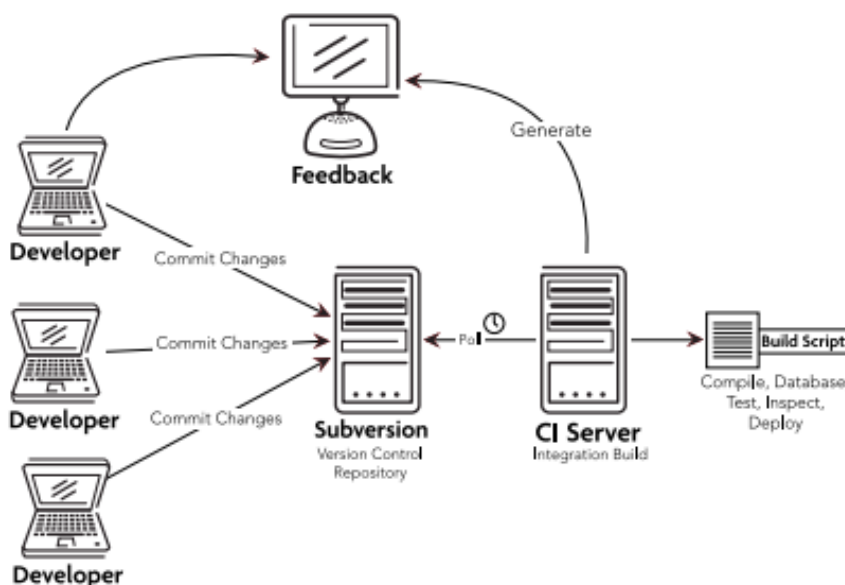 Generate
Feedback
Developer
Commit Changes
Developer
Commit Changes
Developer
Commit Changes
Subversion
Version Control
Repository
Poll
CI Server
Integration Build
Build Script
Compile, Database
Test, Inspect,
Deploy